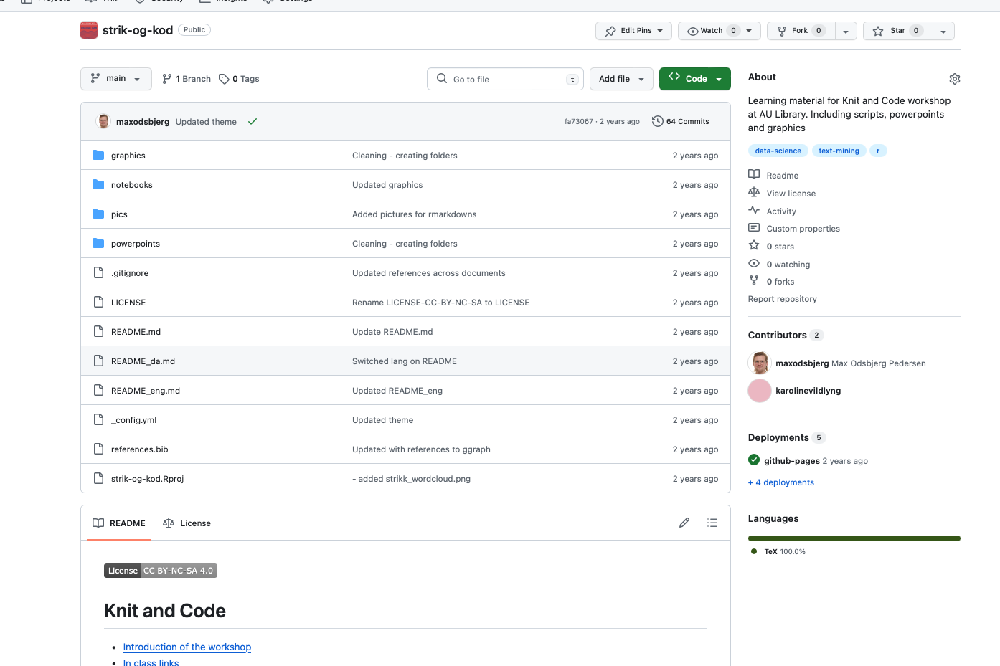 Projects Wiki Security Insights Settings
strik-og-kod Public Edit Pins Watch 0 Fork 0 Star 0
main 1 Branch 0 Tags Go to file t Add file Code
maxodsbjerg Updated theme fa73067 · 2 years ago 64 Commits
graphics Cleaning - creating folders 2 years ago
notebooks Updated graphics 2 years ago
pics Added pictures for rmarkdowns 2 years ago
powerpoints Cleaning - creating folders 2 years ago
.gitignore Updated references across documents 2 years ago
LICENSE Rename LICENSE-CC-BY-NC-SA to LICENSE 2 years ago
README.md Update README.md 2 years ago
README_da.md Switched lang on README 2 years ago
README_eng.md Updated README_eng 2 years ago
_config.yml Updated theme 2 years ago
references.bib Updated with references to ggraph 2 years ago
strik-og-kod.Rproj - added strikk_wordcloud.png 2 years ago
README License
License CC BY-NC-SA 4.0
Knit and Code
Introduction of the workshop
In class links
About
Learning material for Knit and Code workshop
at AU Library. Including scripts, powerpoints
and graphics
data-science text-mining r
Readme
View license
Activity
Custom properties
0 stars
0 watching
0 forks
Report repository
Contributors 2
maxodsbjerg Max Odsbjerg Pedersen
karolinevildlyng
Deployments 5
github-pages 2 years ago
+ 4 deployments
Languages
TeX 100.0%